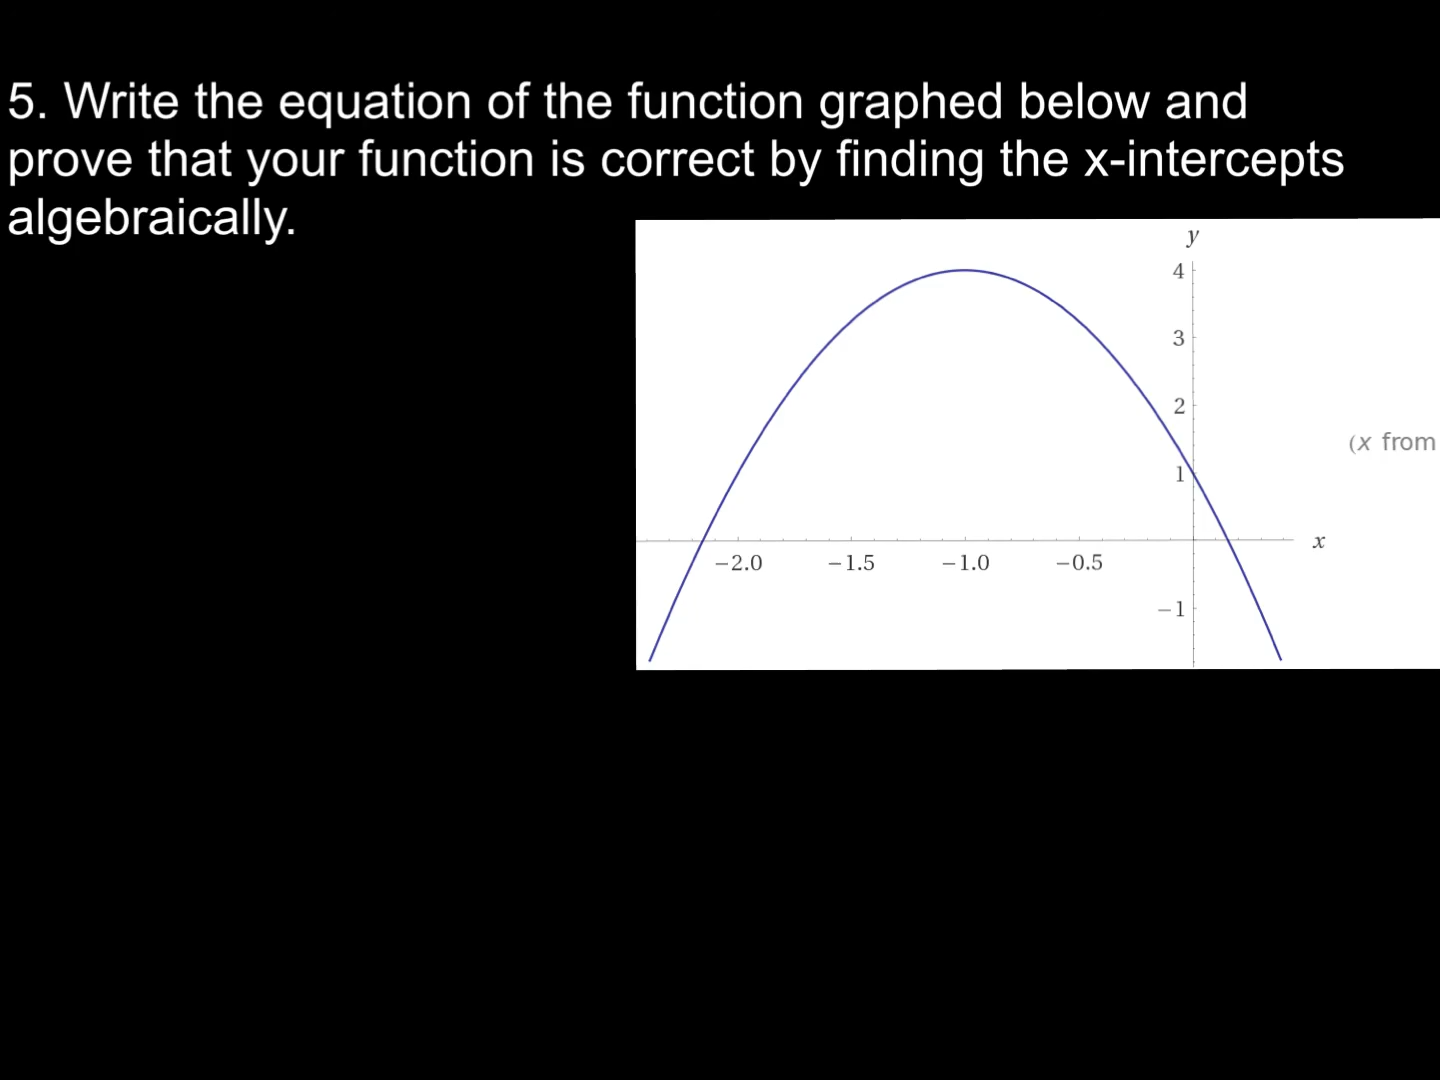 5. Write the equation of the function graphed below and
prove that your function is correct by finding the x-intercepts
algebraically.
y
4
3
2
(x from
1
x
−2.0
−1.5
−1.0
−0.5
−1